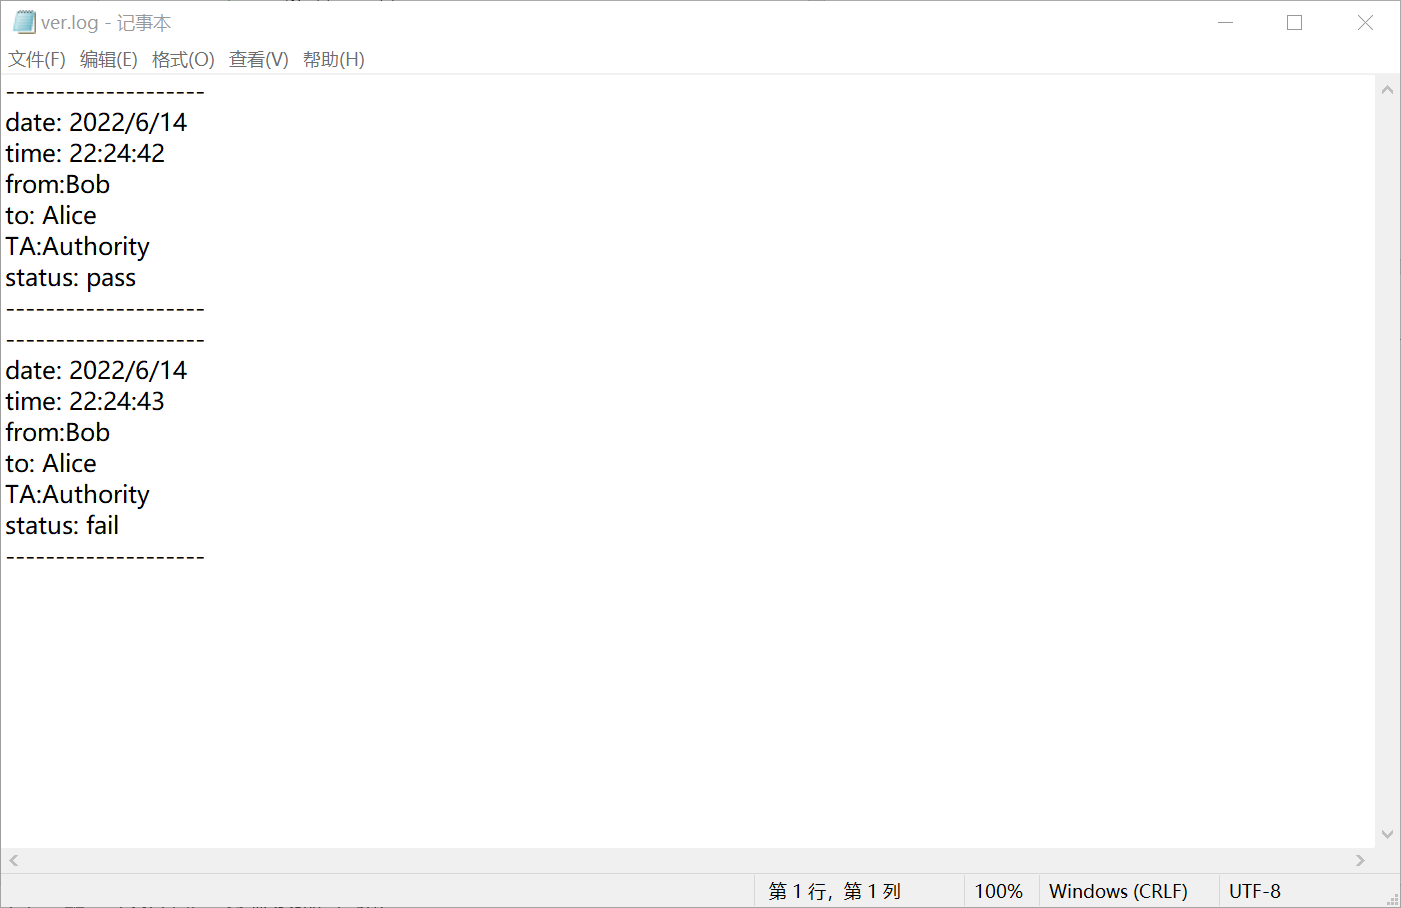 ver.log - 记事本
文件(F) 编辑(E) 格式(O) 查看(V) 帮助(H)
--------------------
date: 2022/6/14
time: 22:24:42
from:Bob
to: Alice
TA:Authority
status: pass
--------------------
--------------------
date: 2022/6/14
time: 22:24:43
from:Bob
to: Alice
TA:Authority
status: fail
--------------------
第 1 行，第 1 列 100% Windows (CRLF) UTF-8